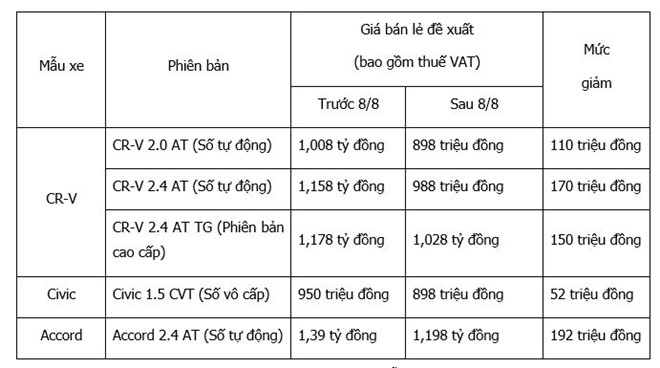 Mẫu xe
Phiên bản
Giá bán lẻ đề xuất
(bao gồm thuế VAT)
Mức
giảm
Trước 8/8
Sau 8/8
CR-V
CR-V 2.0 AT (Số tự động)
1,008 tỷ đồng
898 triệu đồng
110 triệu đồng
CR-V 2.4 AT (Số tự động)
1,158 tỷ đồng
988 triệu đồng
170 triệu đồng
CR-V 2.4 AT TG (Phiên bản
cao cấp)
1,178 tỷ đồng
1,028 tỷ đồng
150 triệu đồng
Civic
Civic 1.5 CVT (Số vô cấp)
950 triệu đồng
898 triệu đồng
52 triệu đồng
Accord
Accord 2.4 AT (Số tự động)
1,39 tỷ đồng
1,198 tỷ đồng
192 triệu đồng